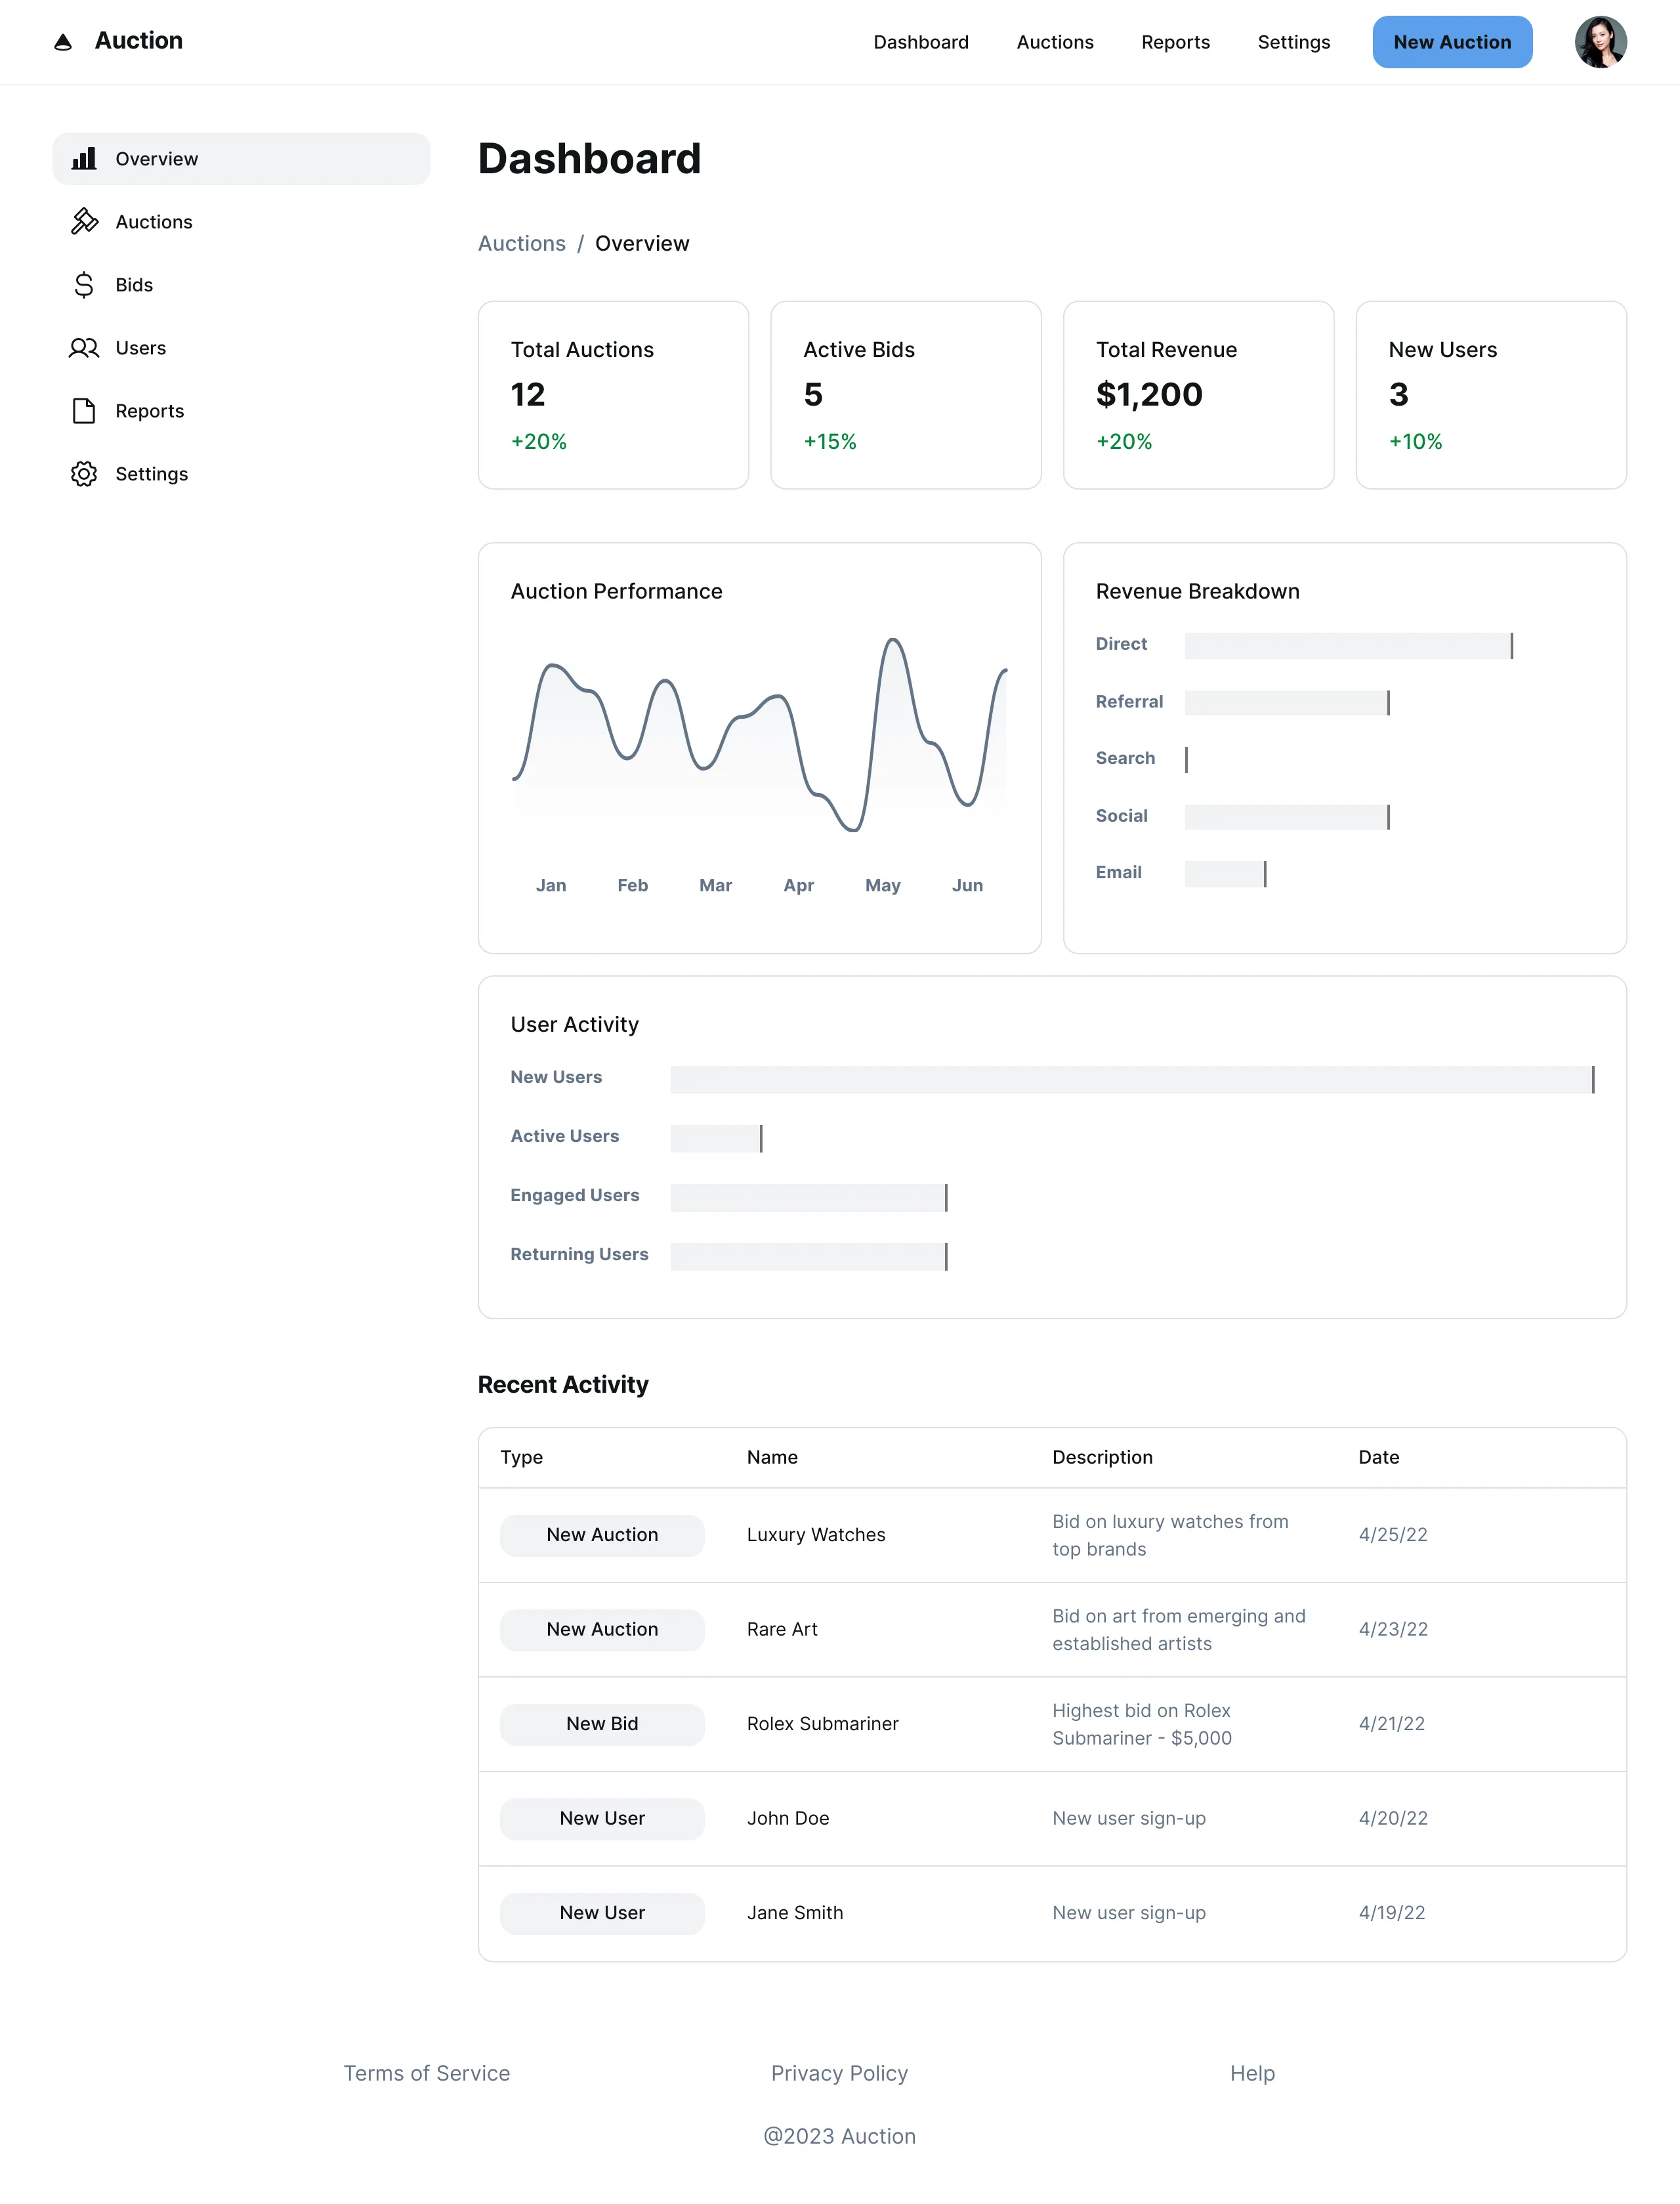 Auction
Dashboard
Auctions
Reports
Settings
New Auction
Overview
Auctions
Bids
Users
Reports
Settings
Dashboard
Auctions / Overview
Total Auctions
12
+20%
Active Bids
5
+15%
Total Revenue
$1,200
+20%
New Users
3
+10%
Auction Performance
Jan Feb Mar Apr May Jun
Revenue Breakdown
Direct
Referral
Search
Social
Email
User Activity
New Users
Active Users
Engaged Users
Returning Users
Recent Activity
Type Name Description Date
New Auction
Luxury Watches
Bid on luxury watches from
top brands
4/25/22
New Auction
Rare Art
Bid on art from emerging and
established artists
4/23/22
New Bid
Rolex Submariner
Highest bid on Rolex
Submariner - $5,000
4/21/22
New User
John Doe
New user sign-up
4/20/22
New User
Jane Smith
New user sign-up
4/19/22
Terms of Service
Privacy Policy
Help
@2023 Auction